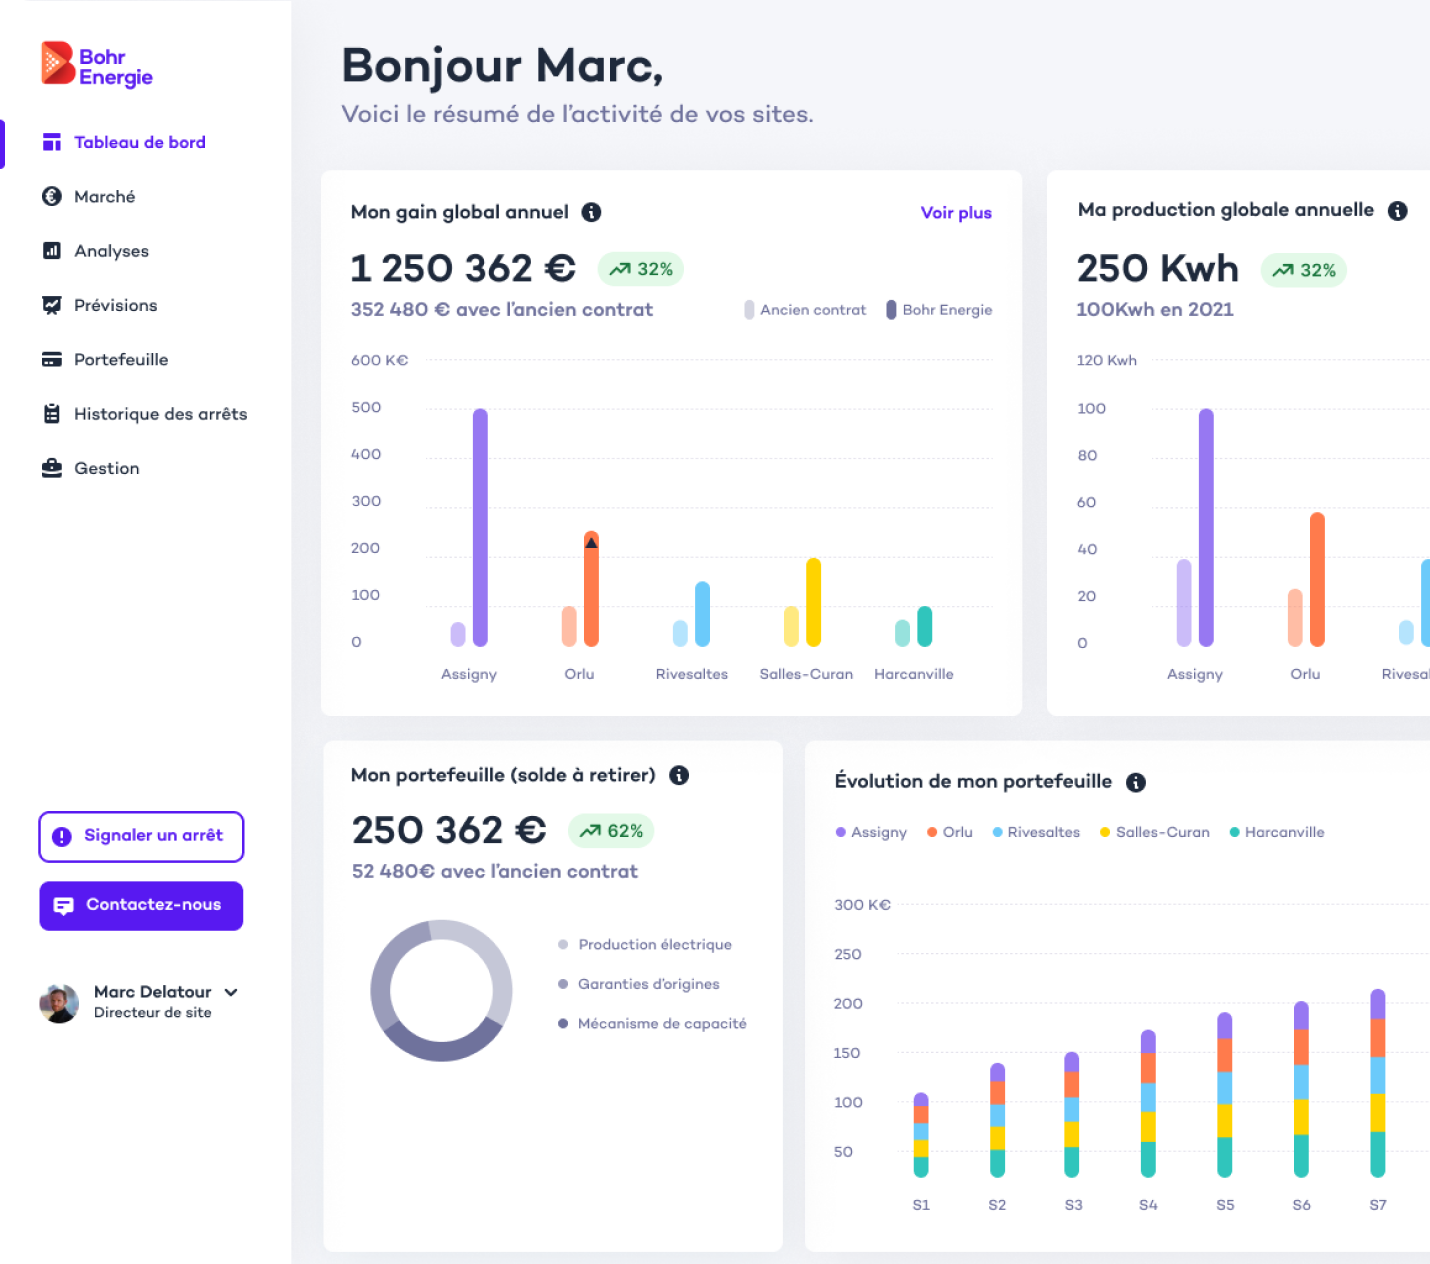 Bohr
Energie
Tableau de bord
Marché
Analyses
Prévisions
Portefeuille
Historique des arrêts
Gestion
Signaler un arrêt
Contactez-nous
Marc Delatour
Directeur de site
Bonjour Marc,
Voici le résumé de l'activité de vos sites.
Mon gain global annuel
Voir plus
1 250 362 €
32%
352 480 € avec l'ancien contrat
Ancien contrat
Bohr Energie
600 K€
500
400
300
200
100
0
Assigny
Orlu
Rivesaltes
Salles-Curan
Harcanville
Ma production globale annuelle
250 Kwh
32%
100Kwh en 2021
120 Kwh
100
80
60
40
20
0
Assigny
Orlu
Rivesal
Mon portefeuille (solde à retirer)
250 362 €
62%
52 480€ avec l'ancien contrat
Production électrique
Garanties d'origines
Mécanisme de capacité
Évolution de mon portefeuille
Assigny
Orlu
Rivesaltes
Salles-Curan
Harcanville
300 K€
250
200
150
100
50
S1
S2
S3
S4
S5
S6
S7